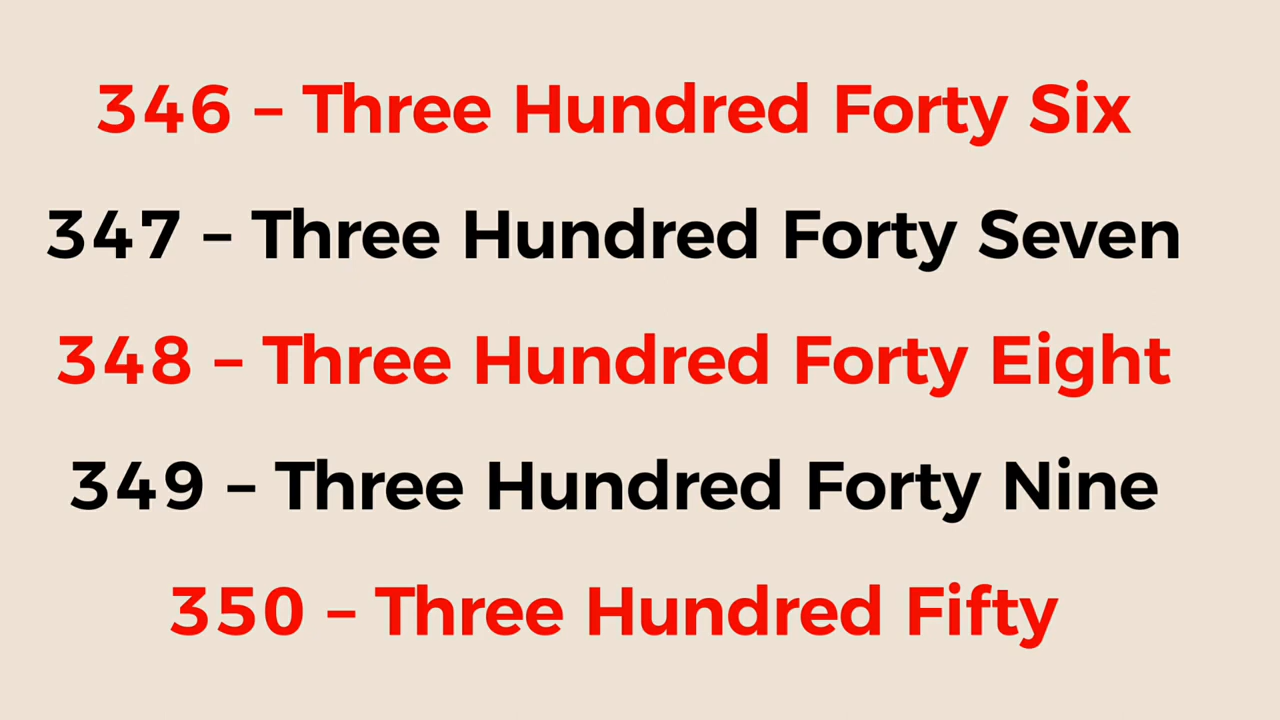 346 – Three Hundred Forty Six
347 – Three Hundred Forty Seven
348 – Three Hundred Forty Eight
349 – Three Hundred Forty Nine
350 – Three Hundred Fifty